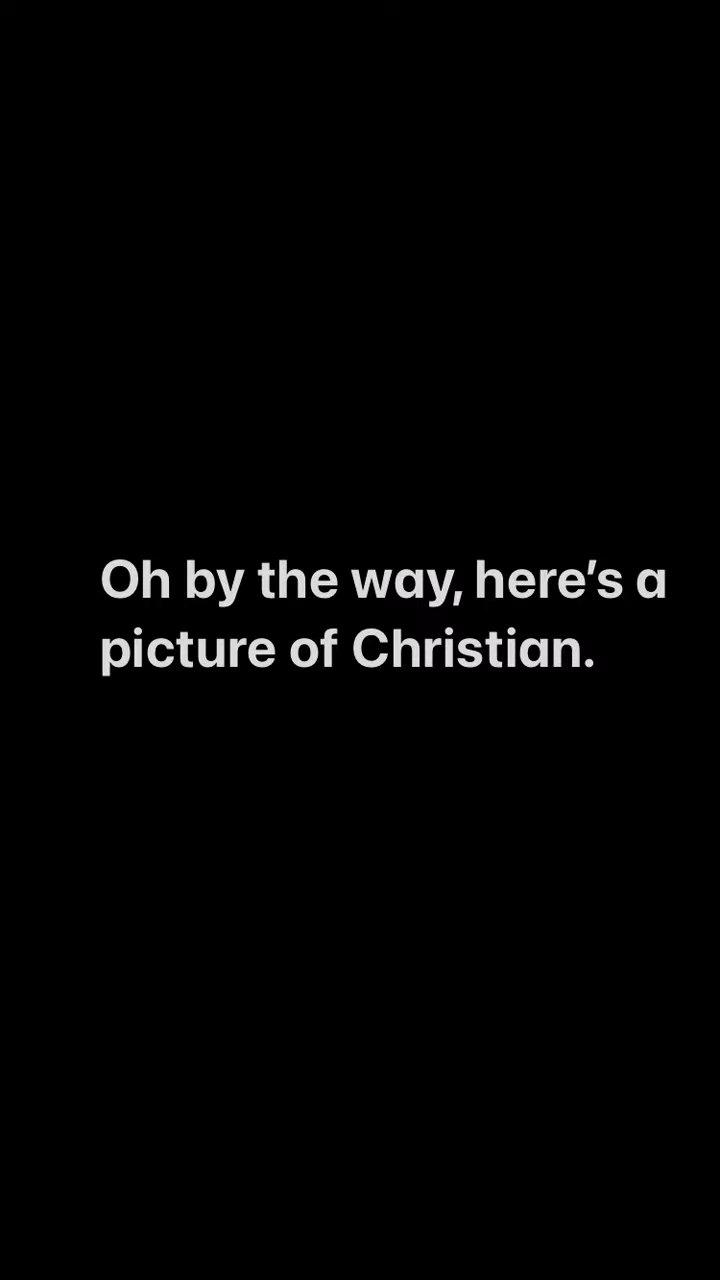 Oh by the way, here’s a
picture of Christian.